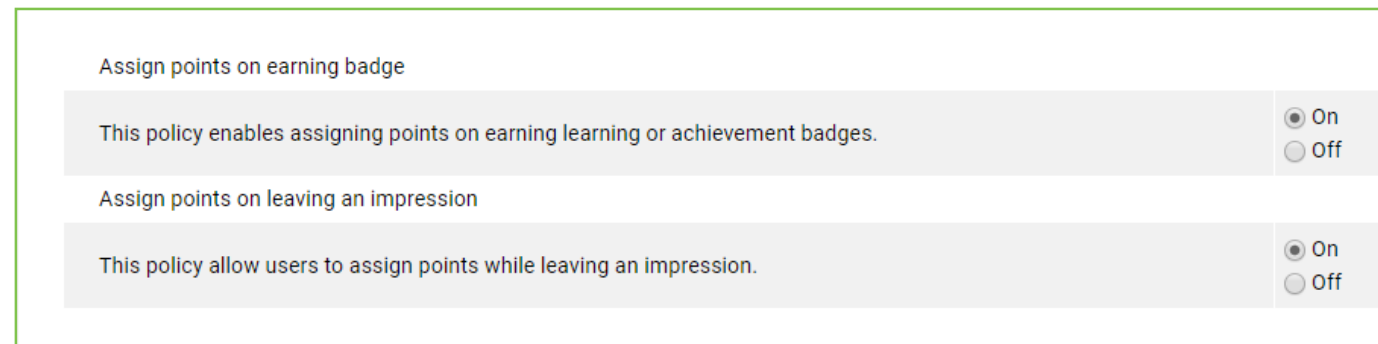 Assign points on earning badge
This policy enables assigning points on earning learning or achievement badges.
On
Off
Assign points on leaving an impression
This policy allow users to assign points while leaving an impression.
On
Off